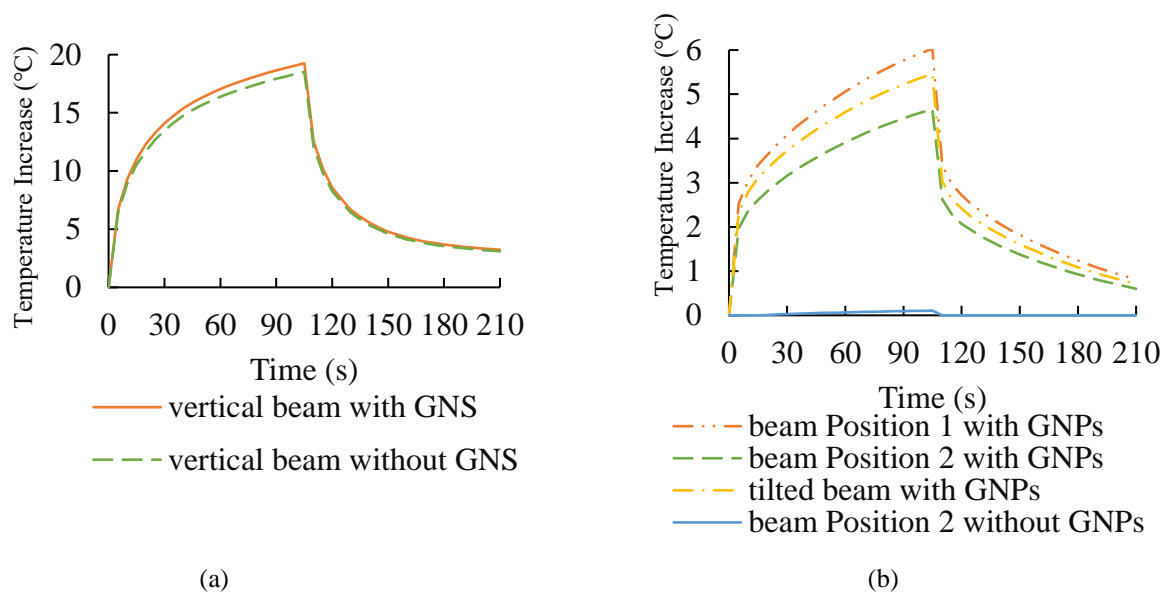 Temperature Increase (°C)
20
15
10
5
0
0 30 60 90 120 150 180 210
Time (s)
vertical beam with GNS
vertical beam without GNS
(a)
Temperature Increase (°C)
6
5
4
3
2
1
0
0 30 60 90 120 150 180 210
Time (s)
beam Position 1 with GNPs
beam Position 2 with GNPs
tilted beam with GNPs
beam Position 2 without GNPs
(b)